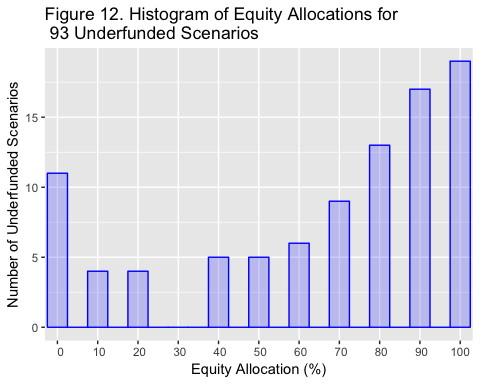 Figure 12. Histogram of Equity Allocations for
93 Underfunded Scenarios
Number of Underfunded Scenarios
15
10
5
0
0 10 20 30 40 50 60 70 80 90 100
Equity Allocation (%)